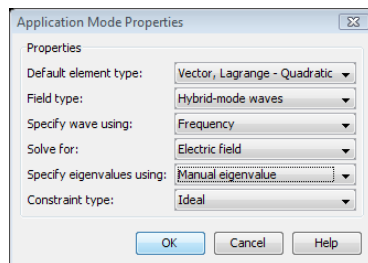 Application Mode Properties
Properties
Default element type: Vector, Lagrange - Quadratic
Field type: Hybrid-mode waves
Specify wave using: Frequency
Solve for: Electric field
Specify eigenvalues using: Manual eigenvalue
Constraint type: Ideal
OK Cancel Help